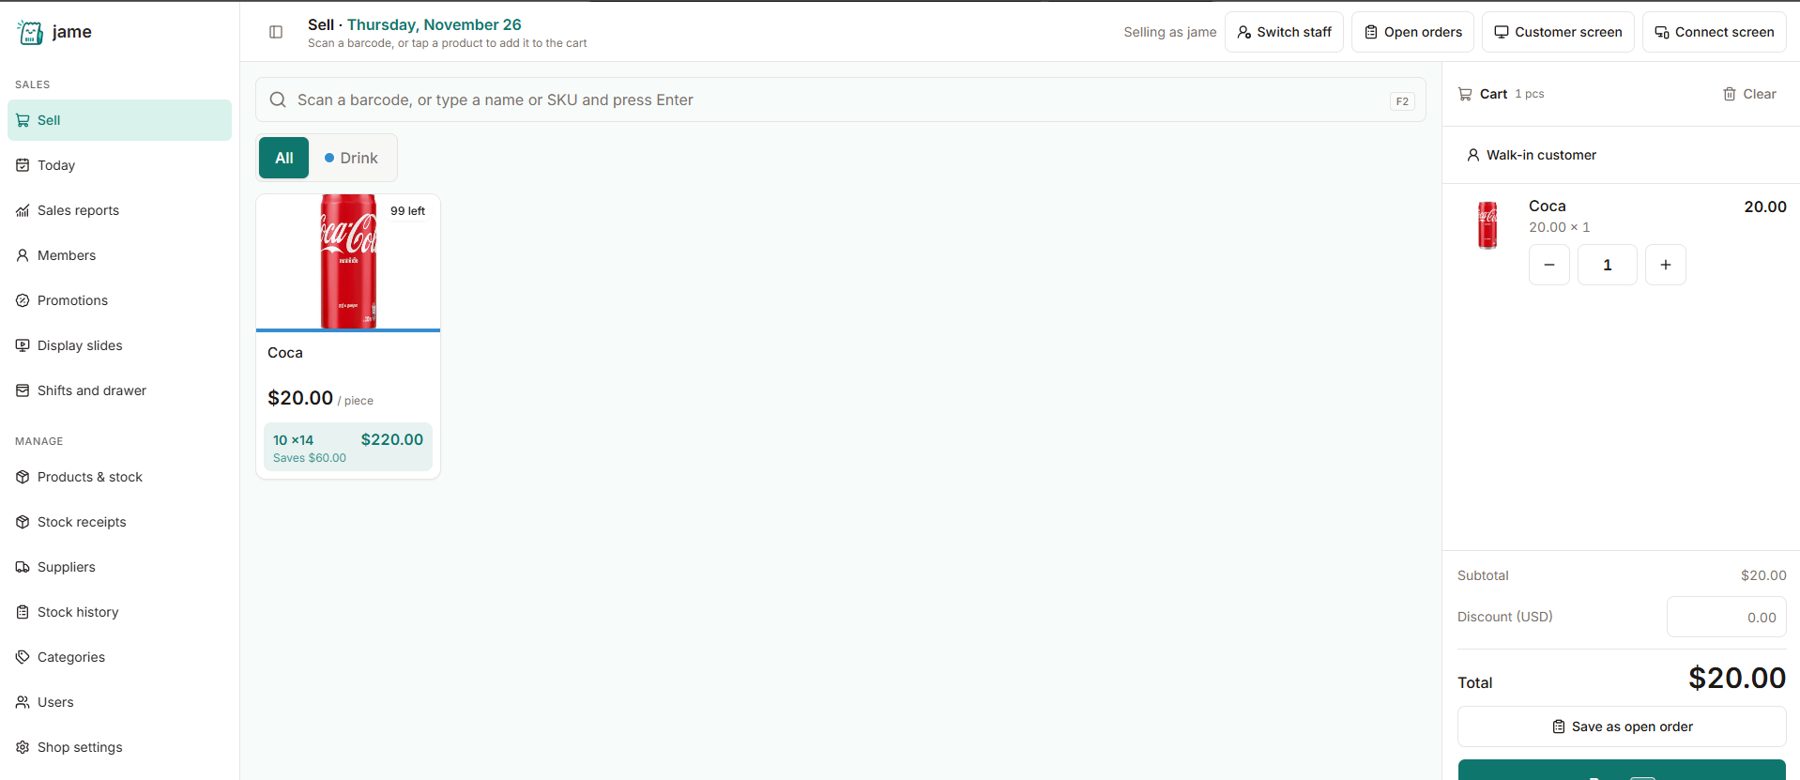 jame
SALES
Sell
Today
Sales reports
Members
Promotions
Display slides
Shifts and drawer
MANAGE
Products & stock
Stock receipts
Suppliers
Stock history
Categories
Users
Shop settings
Sell · Thursday, November 26
Scan a barcode, or tap a product to add it to the cart
Selling as jame
Switch staff
Open orders
Customer screen
Connect screen
Scan a barcode, or type a name or SKU and press Enter
F2
All
Drink
99 left
Coca-Cola
Coca
$20.00 / piece
10 ×14
$220.00
Saves $60.00
Cart 1 pcs
Clear
Walk-in customer
Coca
20.00
20.00 × 1
−
1
+
Subtotal
$20.00
Discount (USD)
0.00
Total
$20.00
Save as open order